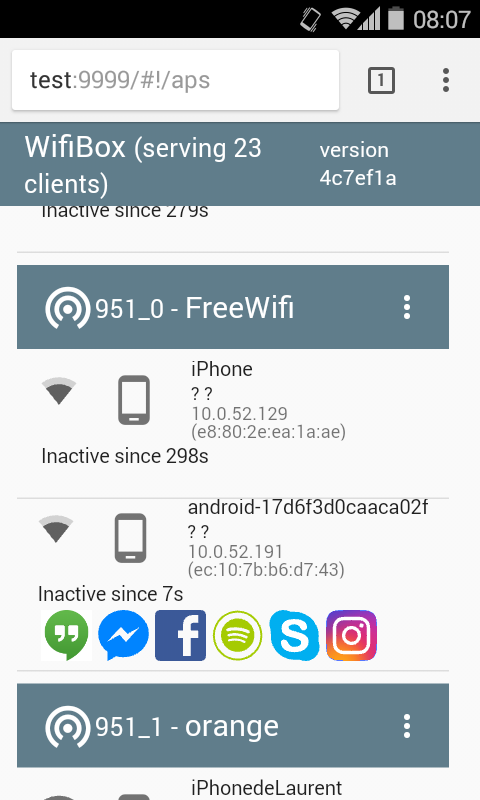 08:07
test:9999/#!/aps
1
WifiBox (serving 23
clients)
version
4c7ef1a
Inactive since 279s
951_0 - FreeWifi
iPhone
? ?
10.0.52.129
(e8:80:2e:ea:1a:ae)
Inactive since 298s
android-17d6f3d0caaca02f
? ?
10.0.52.191
(ec:10:7b:b6:d7:43)
Inactive since 7s
951_1 - orange
iPhonedeLaurent